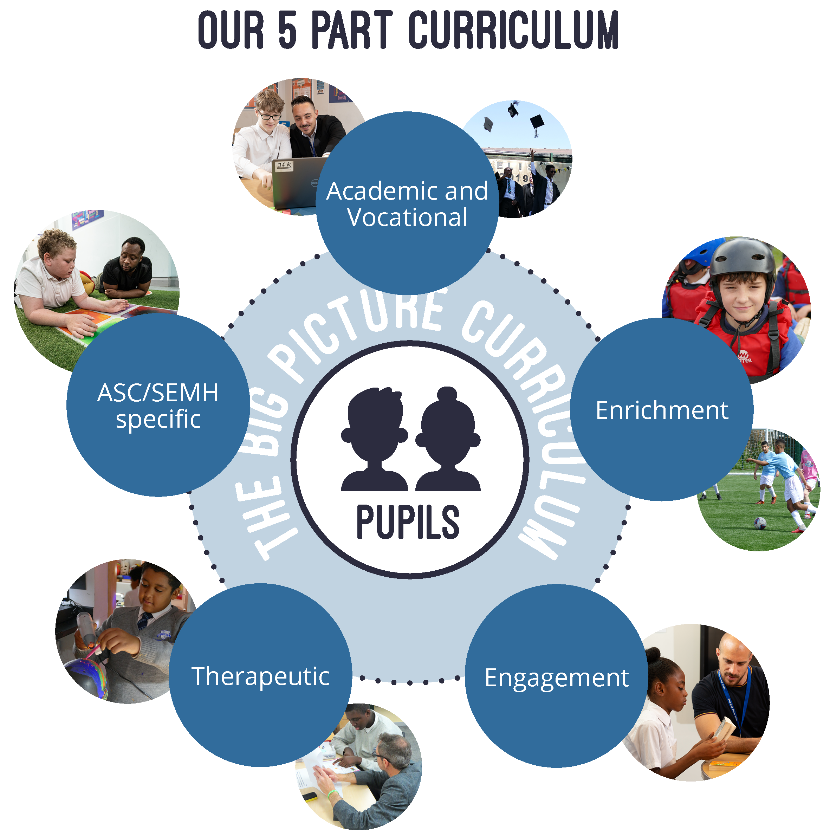 OUR 5 PART CURRICULUM
Academic and
Vocational
THE BIG PICTURE CURRICULUM
ASC/SEMH
specific
Enrichment
PUPILS
Therapeutic
Engagement